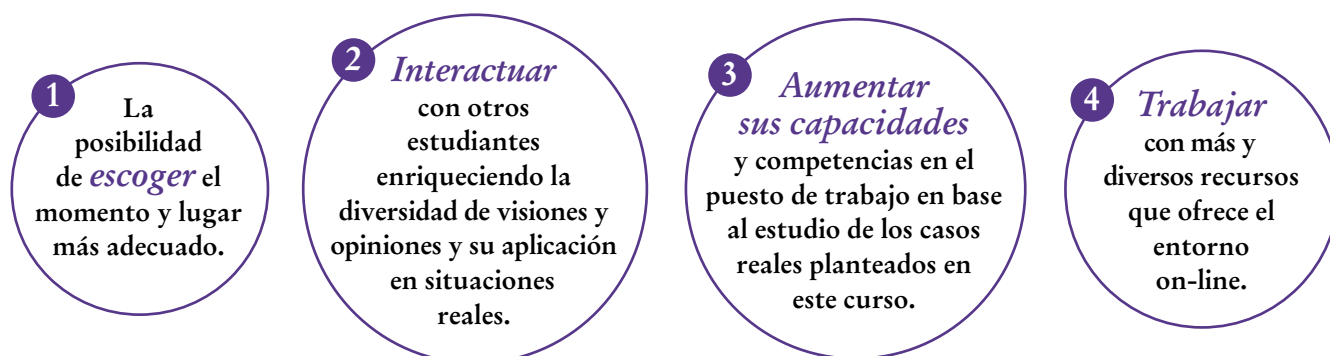 1
La
posibilidad
de escoger el
momento y lugar
más adecuado.
2
Interactuar
con otros
estudiantes
enriqueciendo la
diversidad de visiones y
opiniones y su aplicación
en situaciones
reales.
3
Aumentar
sus capacidades
y competencias en el
puesto de trabajo en base
al estudio de los casos
reales planteados en
este curso.
4
Trabajar
con más y
diversos recursos
que ofrece el
entorno
on-line.